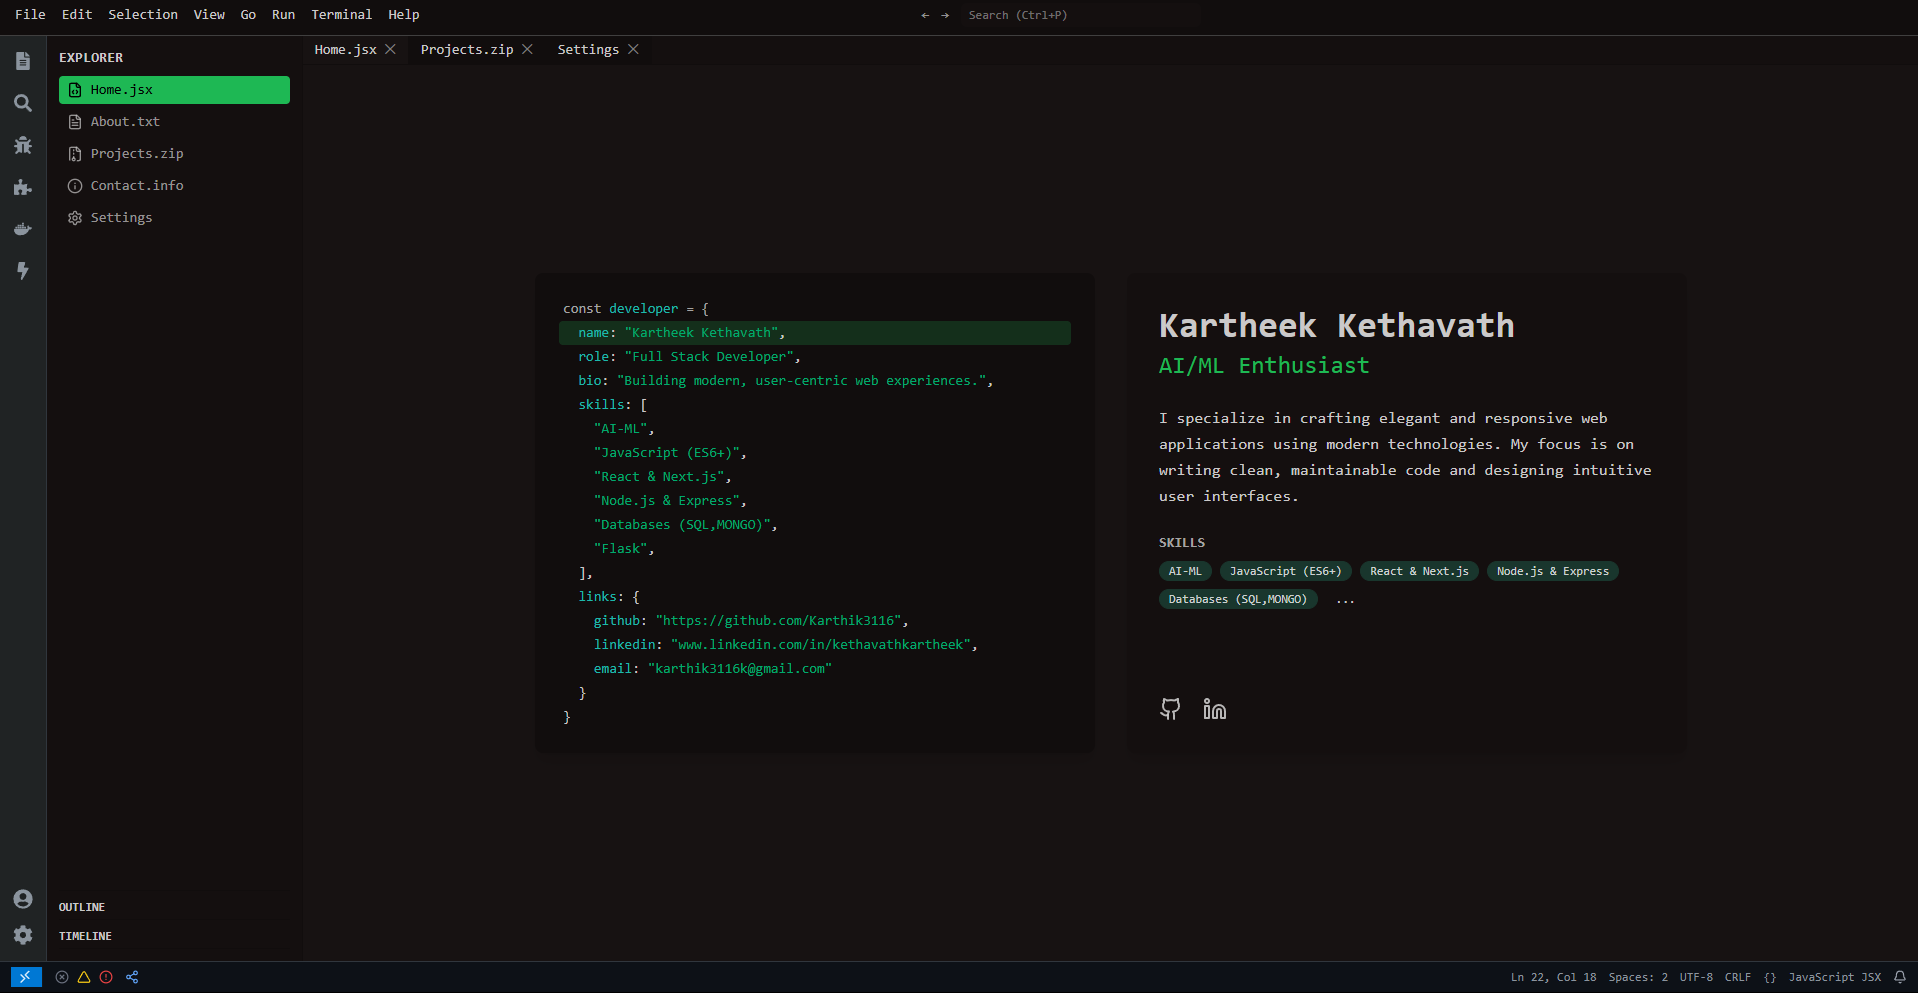 File Edit Selection View Go Run Terminal Help
← → Search (Ctrl+P)
EXPLORER
Home.jsx
About.txt
Projects.zip
Contact.info
Settings
OUTLINE
TIMELINE
Home.jsx Projects.zip Settings
const developer = {
name: "Kartheek Kethavath",
role: "Full Stack Developer",
bio: "Building modern, user-centric web experiences.",
skills: [
"AI-ML",
"JavaScript (ES6+)",
"React & Next.js",
"Node.js & Express",
"Databases (SQL,MONGO)",
"Flask",
],
links: {
github: "https://github.com/Karthik3116",
linkedin: "www.linkedin.com/in/kethavathkartheek",
email: "karthik3116k@gmail.com"
}
}
Kartheek Kethavath
AI/ML Enthusiast
I specialize in crafting elegant and responsive web
applications using modern technologies. My focus is on
writing clean, maintainable code and designing intuitive
user interfaces.
SKILLS
AI-ML JavaScript (ES6+) React & Next.js Node.js & Express
Databases (SQL,MONGO) ...
Ln 22, Col 18 Spaces: 2 UTF-8 CRLF {} JavaScript JSX